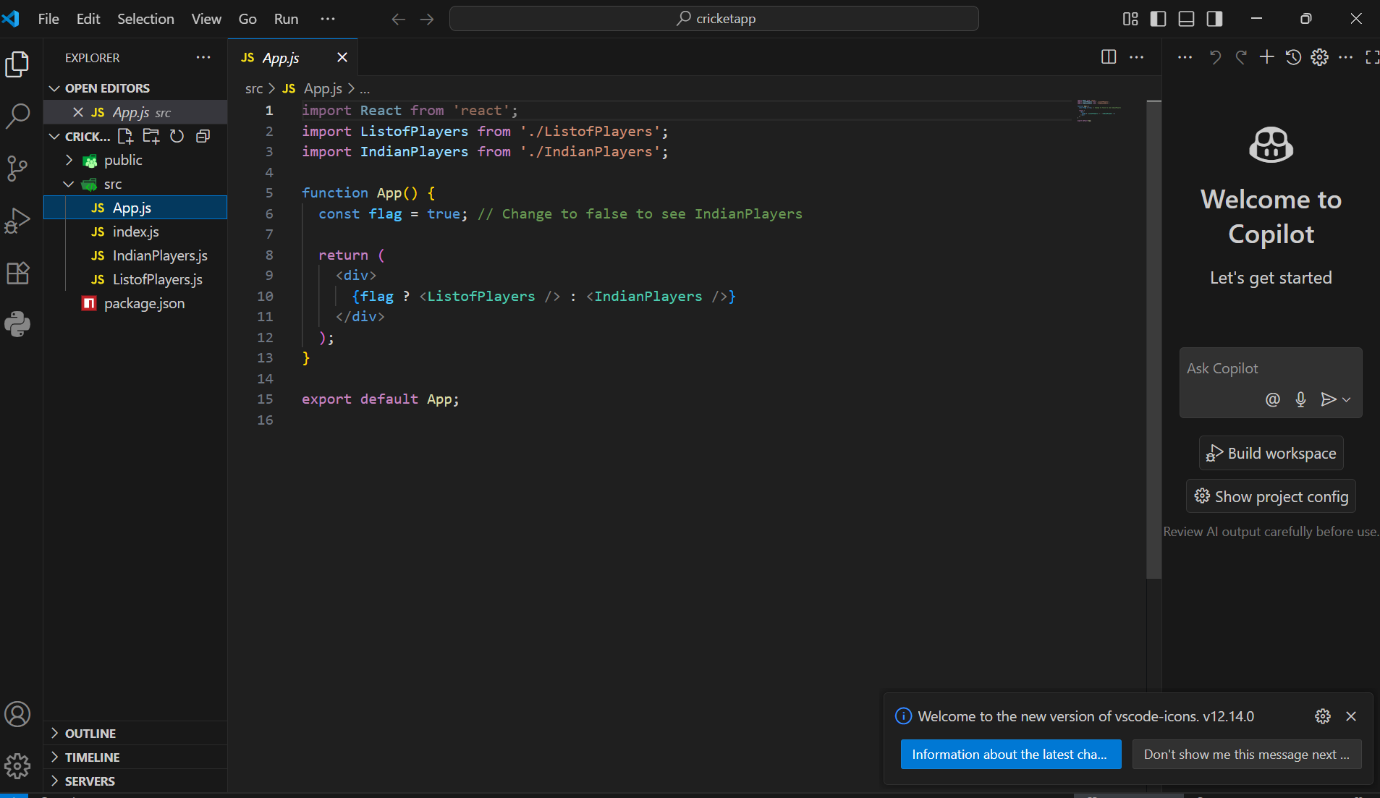 File Edit Selection View Go Run ··· cricketapp
EXPLORER ···
OPEN EDITORS
JS App.js src
CRICK...
public
src
JS App.js
JS index.js
JS IndianPlayers.js
JS ListofPlayers.js
n package.json
OUTLINE
TIMELINE
SERVERS
JS App.js
src > JS App.js > ...
1 import React from 'react';
2 import ListofPlayers from './ListofPlayers';
3 import IndianPlayers from './IndianPlayers';
4
5 function App() {
6 const flag = true; // Change to false to see IndianPlayers
7
8 return (
9 <div>
10 {flag ? <ListofPlayers /> : <IndianPlayers />}
11 </div>
12 );
13 }
14
15 export default App;
16
Welcome to
Copilot
Let's get started
Ask Copilot
@
Build workspace
Show project config
Review AI output carefully before use.
Welcome to the new version of vscode-icons. v12.14.0
Information about the latest cha...
Don't show me this message next ...